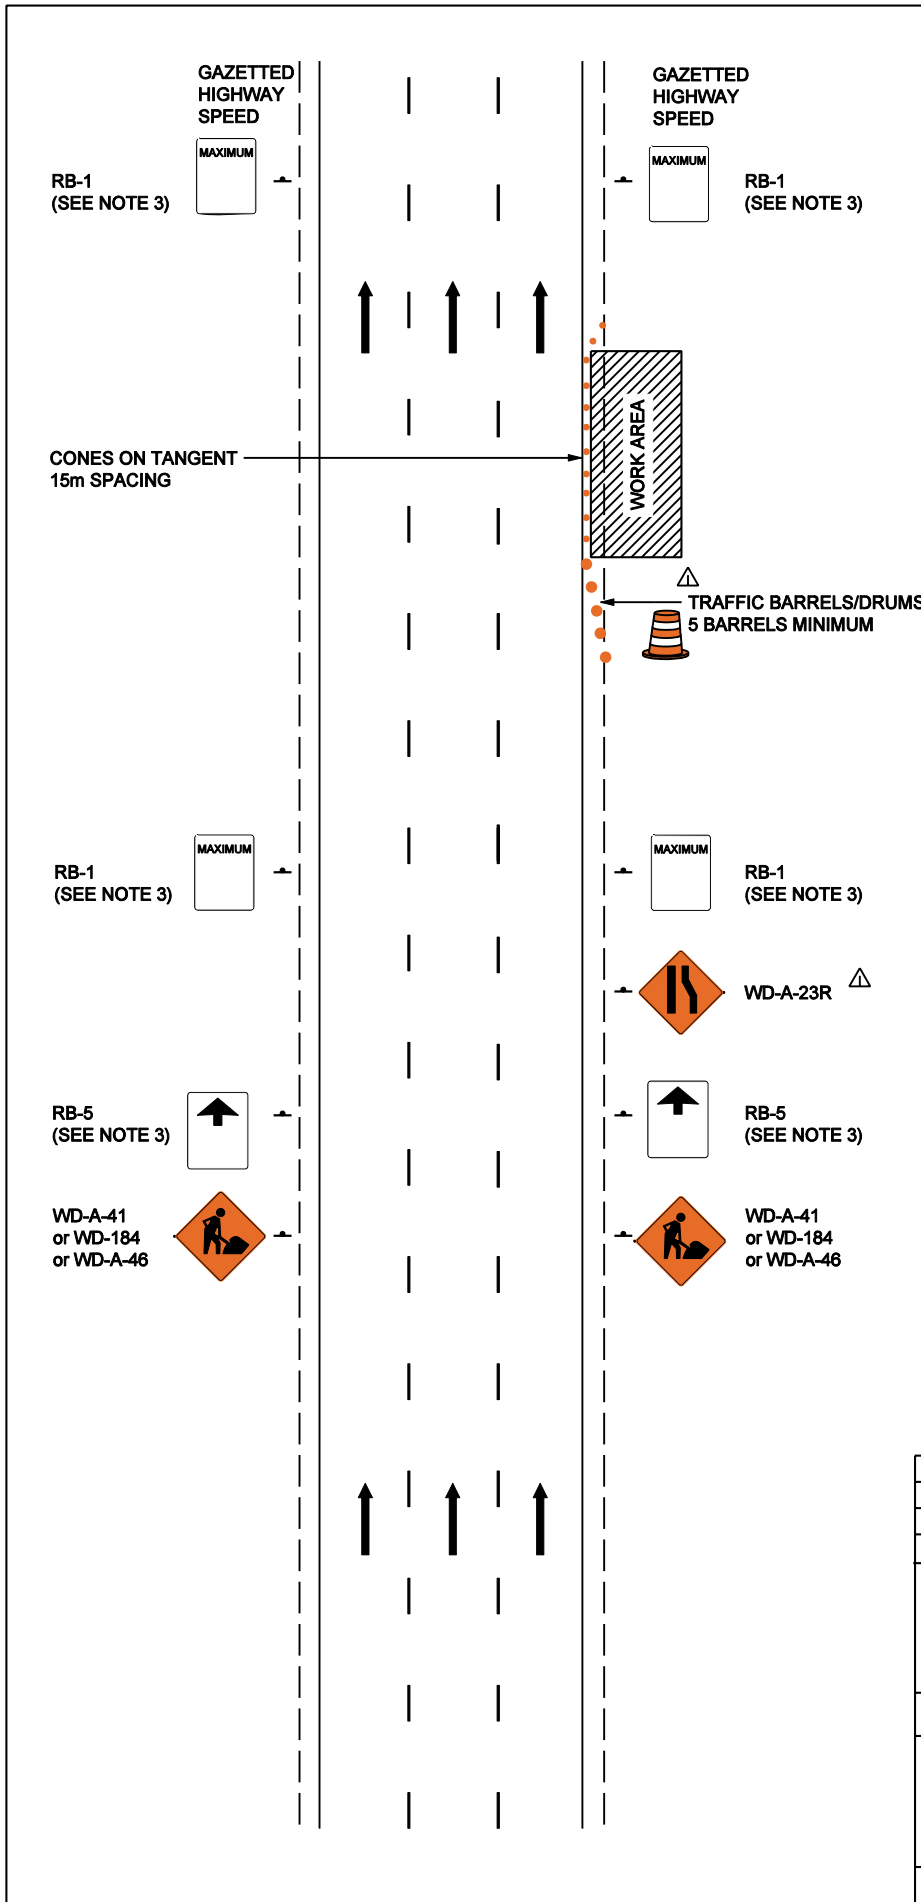 GAZETTED
HIGHWAY
SPEED
MAXIMUM
RB-1
(SEE NOTE 3)
GAZETTED
HIGHWAY
SPEED
MAXIMUM
RB-1
(SEE NOTE 3)
CONES ON TANGENT
15m SPACING
WORK AREA
TRAFFIC BARRELS/DRUMS
5 BARRELS MINIMUM
MAXIMUM
RB-1
(SEE NOTE 3)
MAXIMUM
RB-1
(SEE NOTE 3)
WD-A-23R
RB-5
(SEE NOTE 3)
RB-5
(SEE NOTE 3)
WD-A-41
or WD-184
or WD-A-46
WD-A-41
or WD-184
or WD-A-46